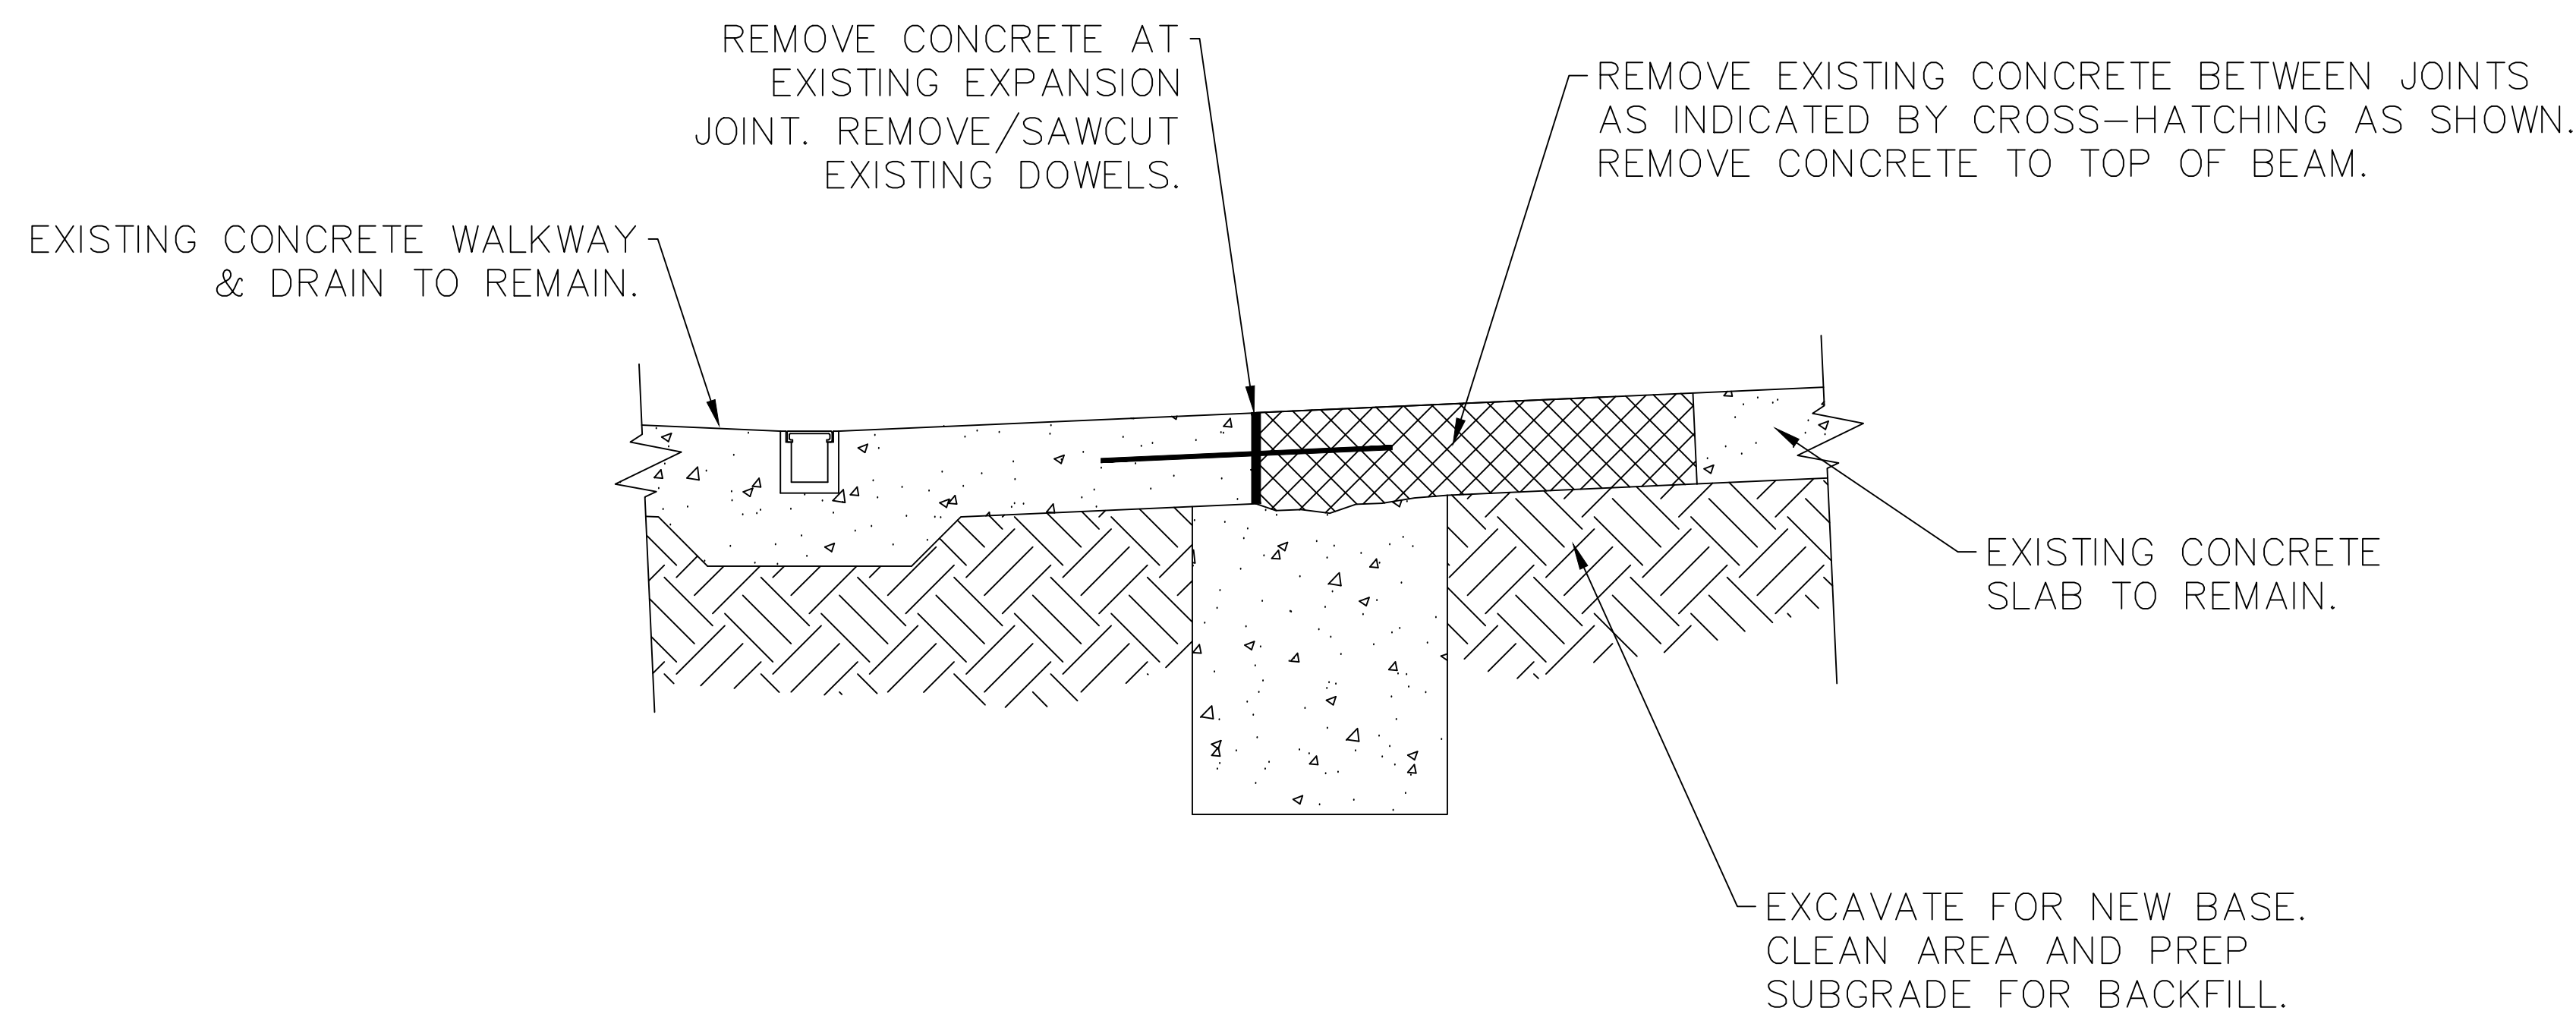 REMOVE CONCRETE AT
EXISTING EXPANSION
JOINT. REMOVE/SAWCUT
EXISTING DOWELS.
REMOVE EXISTING CONCRETE BETWEEN JOINTS
AS INDICATED BY CROSS-HATCHING AS SHOWN.
REMOVE CONCRETE TO TOP OF BEAM.
EXISTING CONCRETE WALKWAY
& DRAIN TO REMAIN.
EXISTING CONCRETE
SLAB TO REMAIN.
EXCAVATE FOR NEW BASE.
CLEAN AREA AND PREP
SUBGRADE FOR BACKFILL.